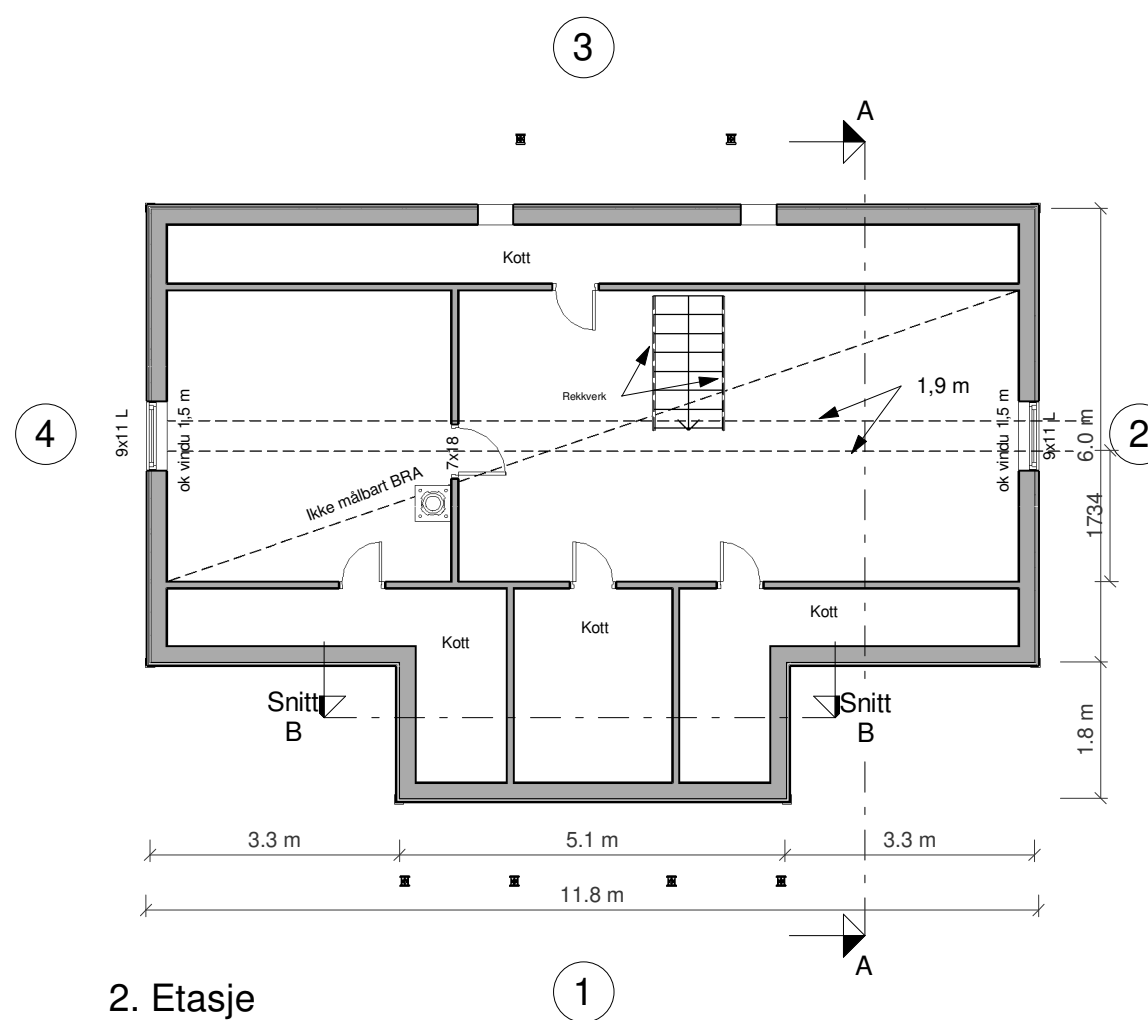 3
A
Kott
4
9x11 L
ok vindu 1,5 m
Rekkverk
1,9 m
7x18
Ikke målbart BRA
ok vindu 1,5 m
9x11 L
6.0 m
2
1734
Kott
Kott
Kott
Snitt
B
Snitt
B
1.8 m
3.3 m
5.1 m
3.3 m
11.8 m
A
1
2. Etasje